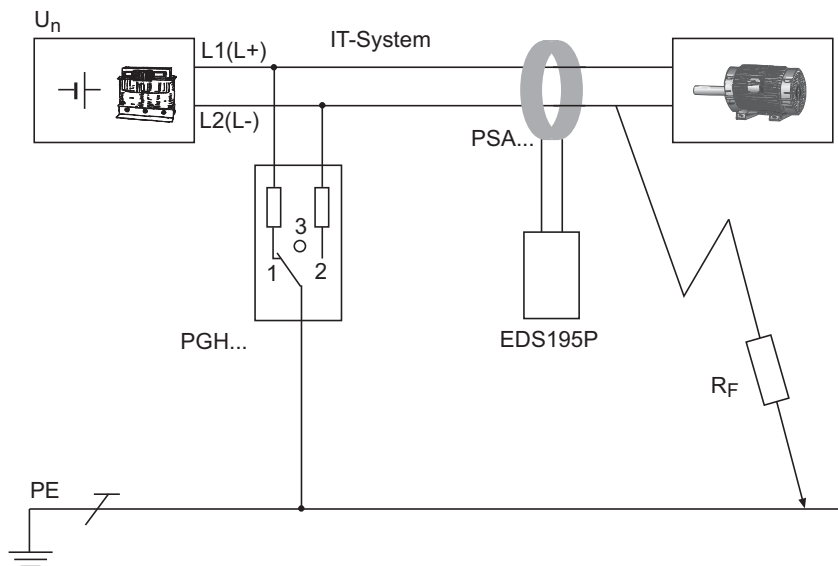 Un
L1(L+)
IT-System
L2(L-)
PSA...
3
1
2
EDS195P
PGH...
RF
PE